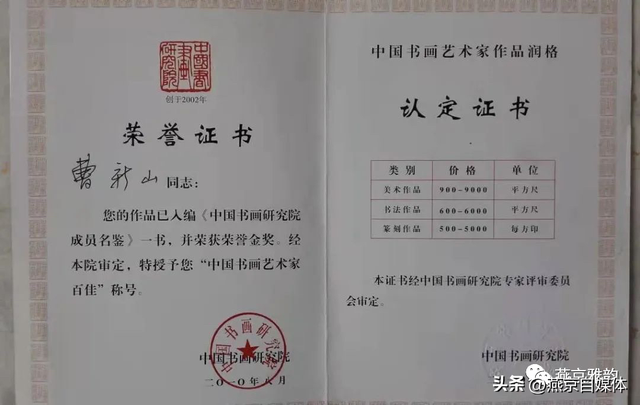 中國書畫研究院
创于2002年
荣誉证书
曹新山 同志:
您的作品已入编《中国书画研究院
成员名鉴》一书,并荣获荣誉金奖。经
本院审定,特授予您“中国书画艺术家
百佳”称号。
中国书画研究院
中国书画研究院
二〇一〇年八月
中国书画艺术家作品润格
认定证书
类别 价格 单位
美术作品 900-9000 平方尺
书法作品 600-6000 平方尺
篆刻作品 500-5000 每方印
本证书经中国书画研究院专家评审委员
会审定。
中国书画研究院
燕京雅韵
头条 @燕京自媒体